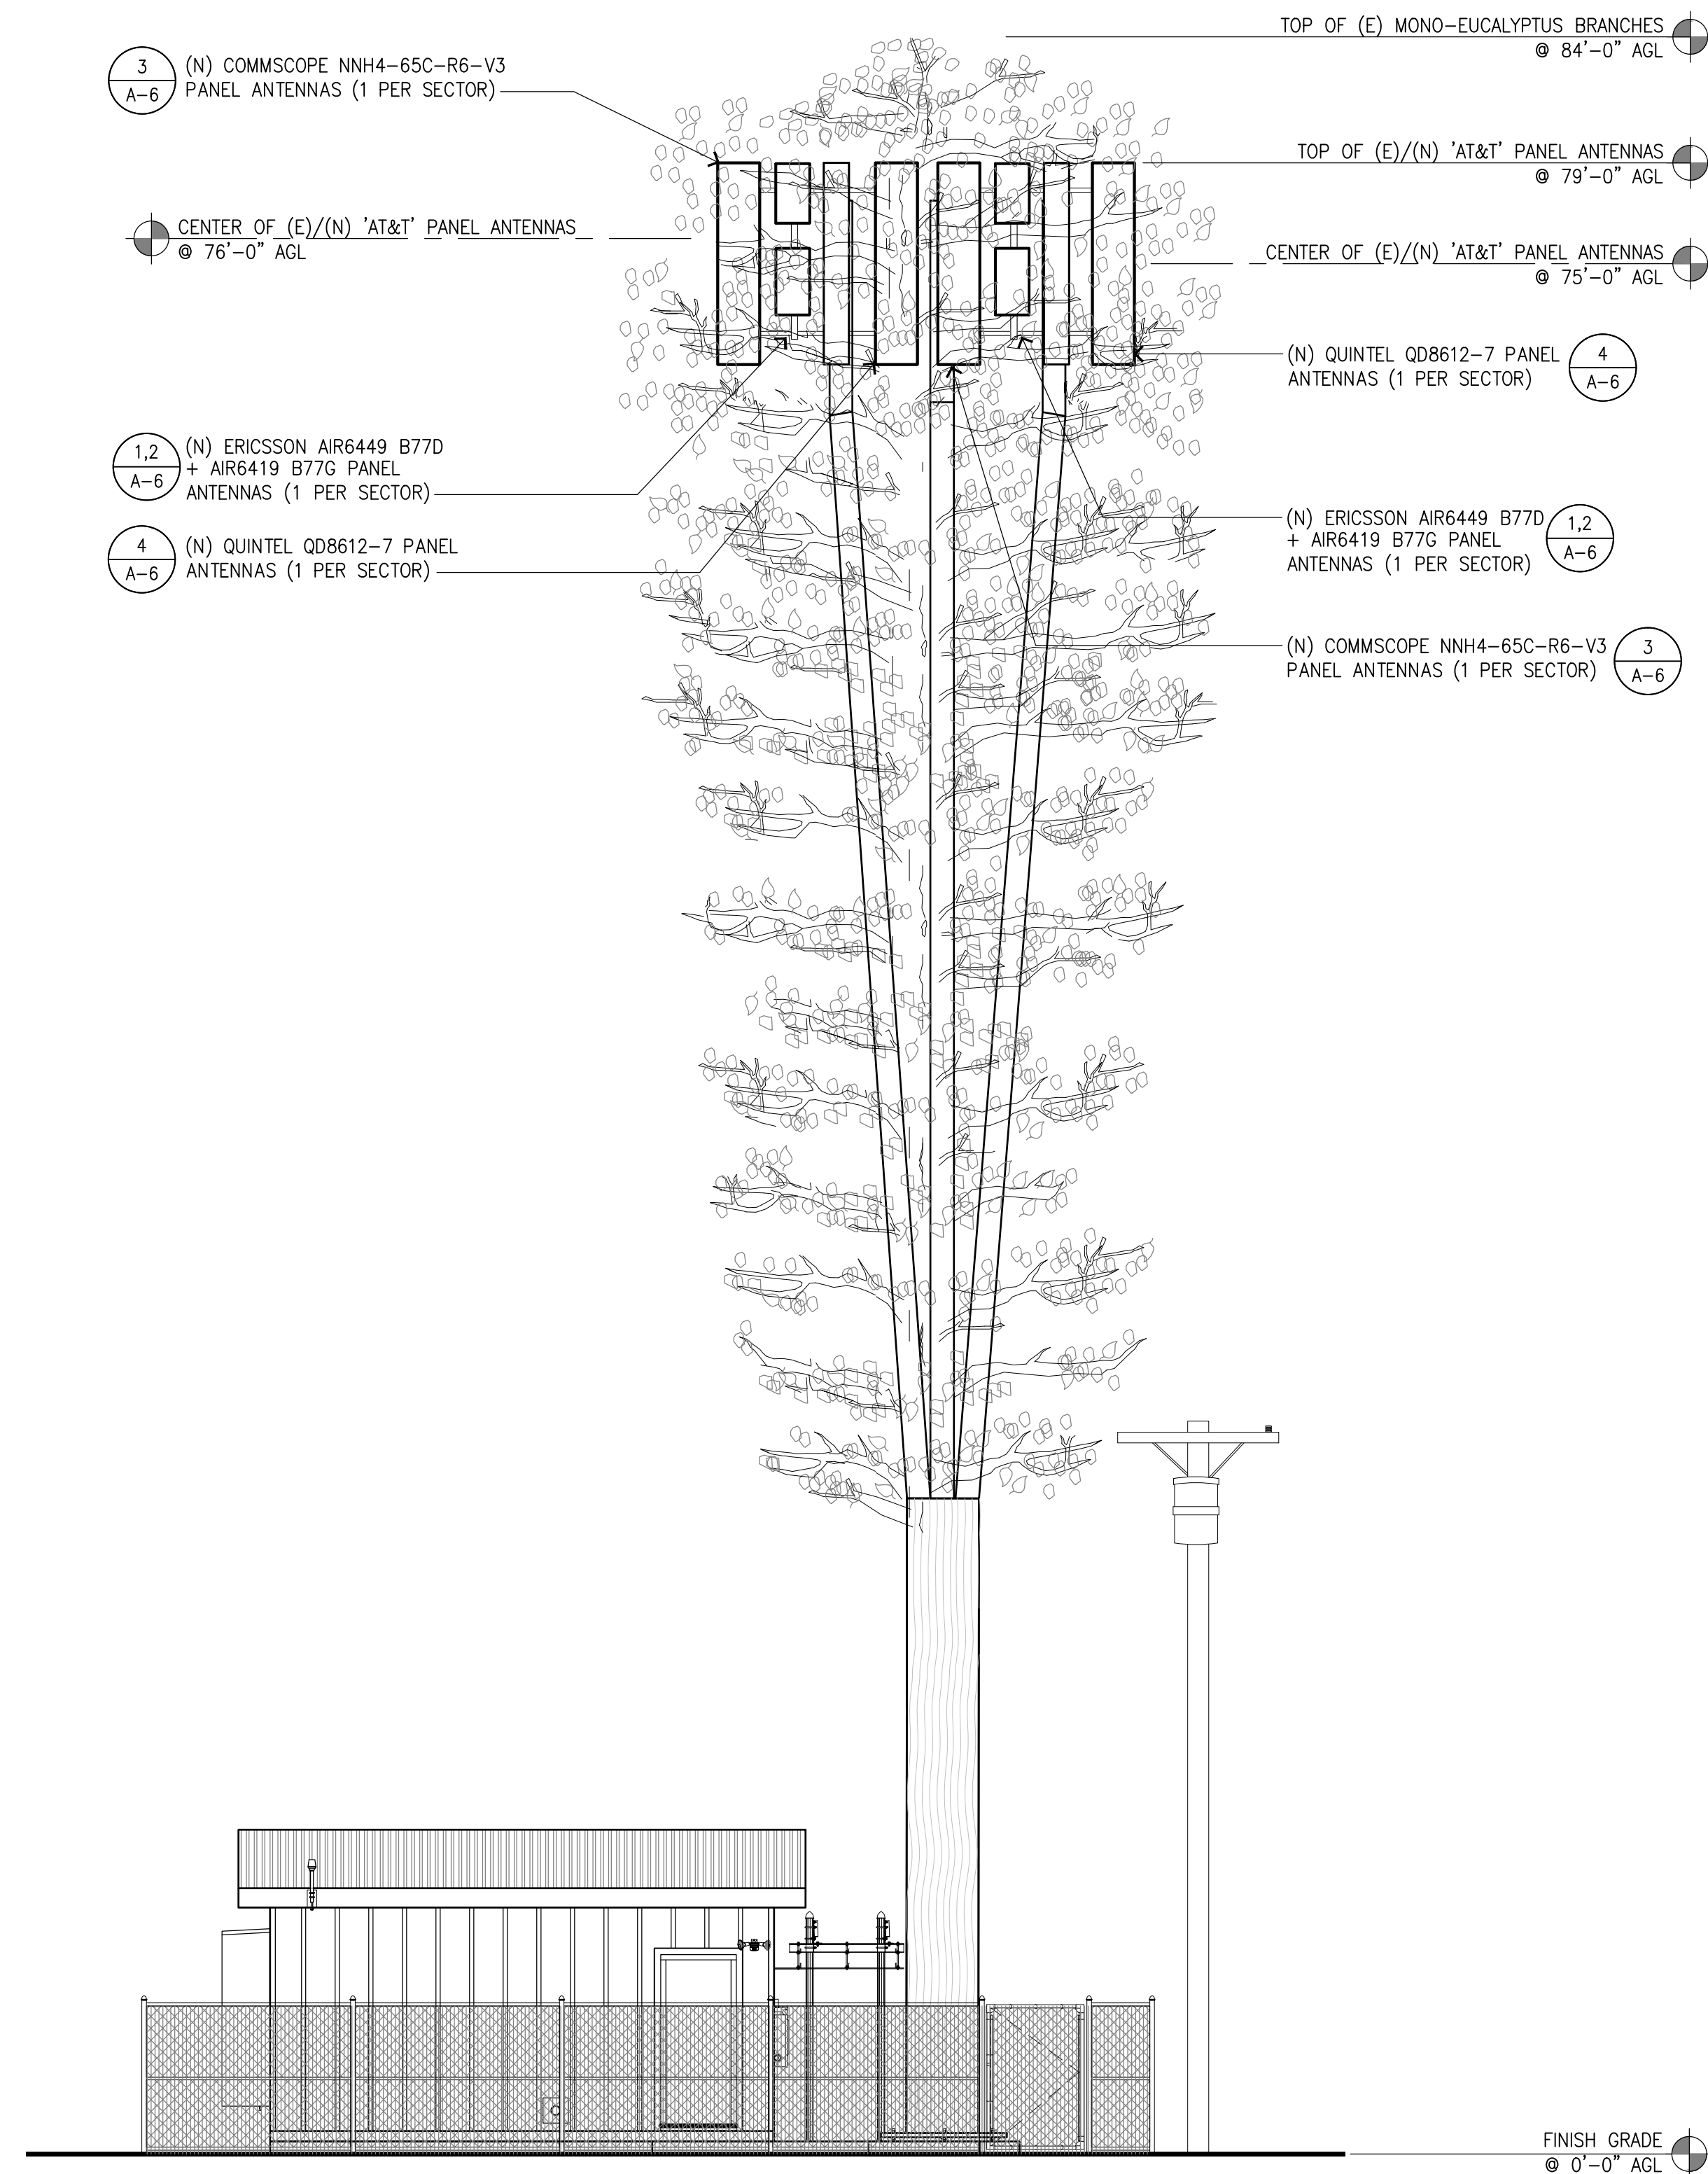 TOP OF (E) MONO-EUCALYPTUS BRANCHES
@ 84'-0" AGL
3
A-6
(N) COMMSCOPE NNH4-65C-R6-V3
PANEL ANTENNAS (1 PER SECTOR)
TOP OF (E)/(N) 'AT&T' PANEL ANTENNAS
@ 79'-0" AGL
CENTER OF (E)/(N) 'AT&T' PANEL ANTENNAS
@ 76'-0" AGL
CENTER OF (E)/(N) 'AT&T' PANEL ANTENNAS
@ 75'-0" AGL
(N) QUINTEL QD8612-7 PANEL
ANTENNAS (1 PER SECTOR)
4
A-6
1,2
A-6
(N) ERICSSON AIR6449 B77D
+ AIR6419 B77G PANEL
ANTENNAS (1 PER SECTOR)
4
A-6
(N) QUINTEL QD8612-7 PANEL
ANTENNAS (1 PER SECTOR)
(N) ERICSSON AIR6449 B77D
+ AIR6419 B77G PANEL
ANTENNAS (1 PER SECTOR)
1,2
A-6
(N) COMMSCOPE NNH4-65C-R6-V3
PANEL ANTENNAS (1 PER SECTOR)
3
A-6
FINISH GRADE
@ 0'-0" AGL